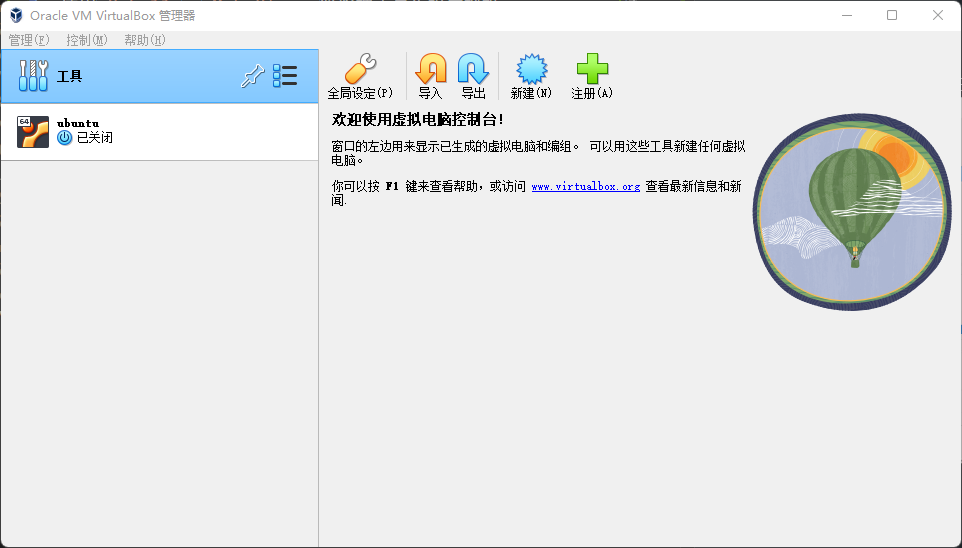 Oracle VM VirtualBox 管理器
管理(F) 控制(M) 帮助(H)
工具
全局设定(P) 导入 导出 新建(N) 注册(A)
64
ubuntu
已关闭
欢迎使用虚拟电脑控制台!
窗口的左边用来显示已生成的虚拟电脑和编组。 可以用这些工具新建任何虚拟
电脑。
你可以按 F1 键来查看帮助，或访问 www.virtualbox.org 查看最新信息和新
闻.